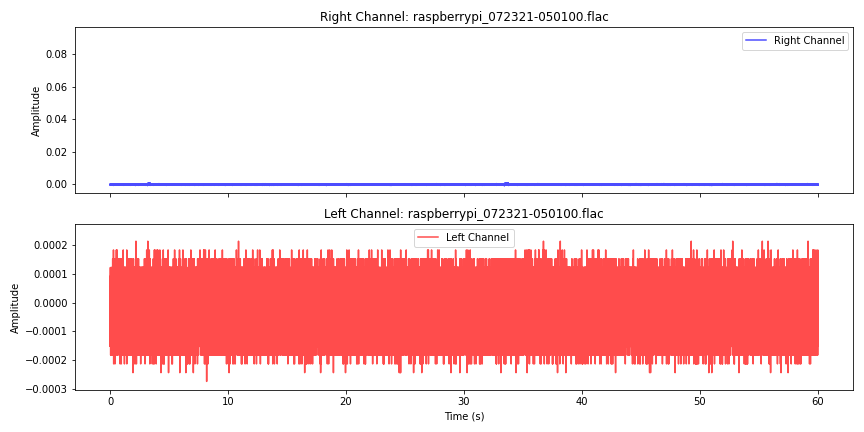 Right Channel: raspberrypi_072321-050100.flac
Right Channel
0.08
0.06
0.04
0.02
0.00
Amplitude
Left Channel: raspberrypi_072321-050100.flac
Left Channel
0.0002
0.0001
0.0000
−0.0001
−0.0002
−0.0003
Amplitude
0 10 20 30 40 50 60
Time (s)